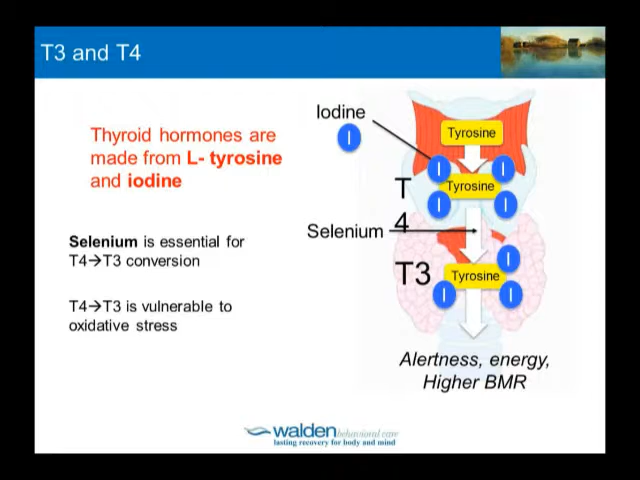 T3 and T4
Thyroid hormones are
made from L- tyrosine
and iodine
Selenium is essential for
T4→T3 conversion
T4→T3 is vulnerable to
oxidative stress
Iodine
I
Tyrosine
I
I
T
4
Tyrosine
I
I
Selenium
T3
Tyrosine
I
I
I
Alertness, energy,
Higher BMR
walden behavioral care
lasting recovery for body and mind